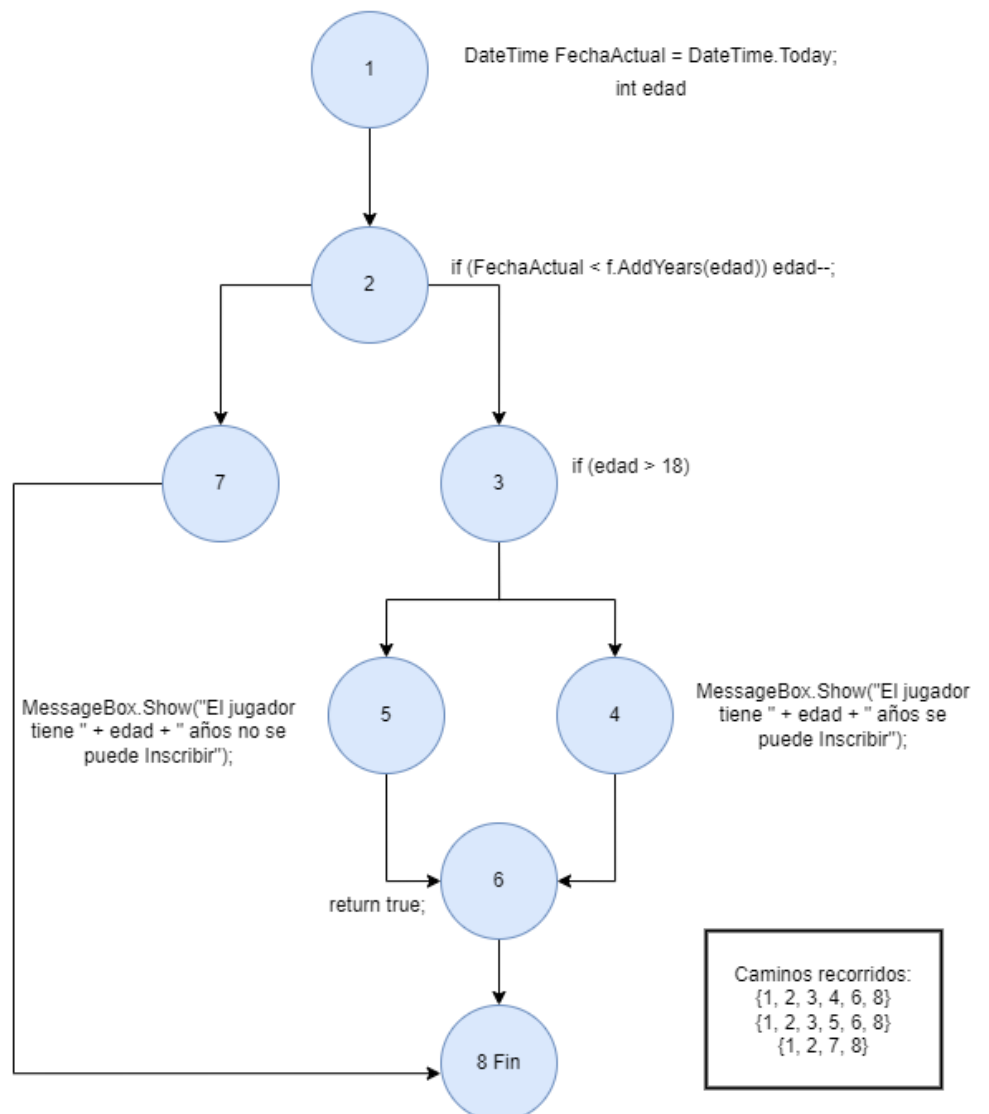 1
DateTime FechaActual = DateTime.Today;
int edad
2
if (FechaActual < f.AddYears(edad)) edad--;
7
3
if (edad > 18)
MessageBox.Show("El jugador
tiene " + edad + " años no se
puede Inscribir");
5
4
MessageBox.Show("El jugador
tiene " + edad + " años se
puede Inscribir");
6
return true;
8 Fin
Caminos recorridos:
{1, 2, 3, 4, 6, 8}
{1, 2, 3, 5, 6, 8}
{1, 2, 7, 8}